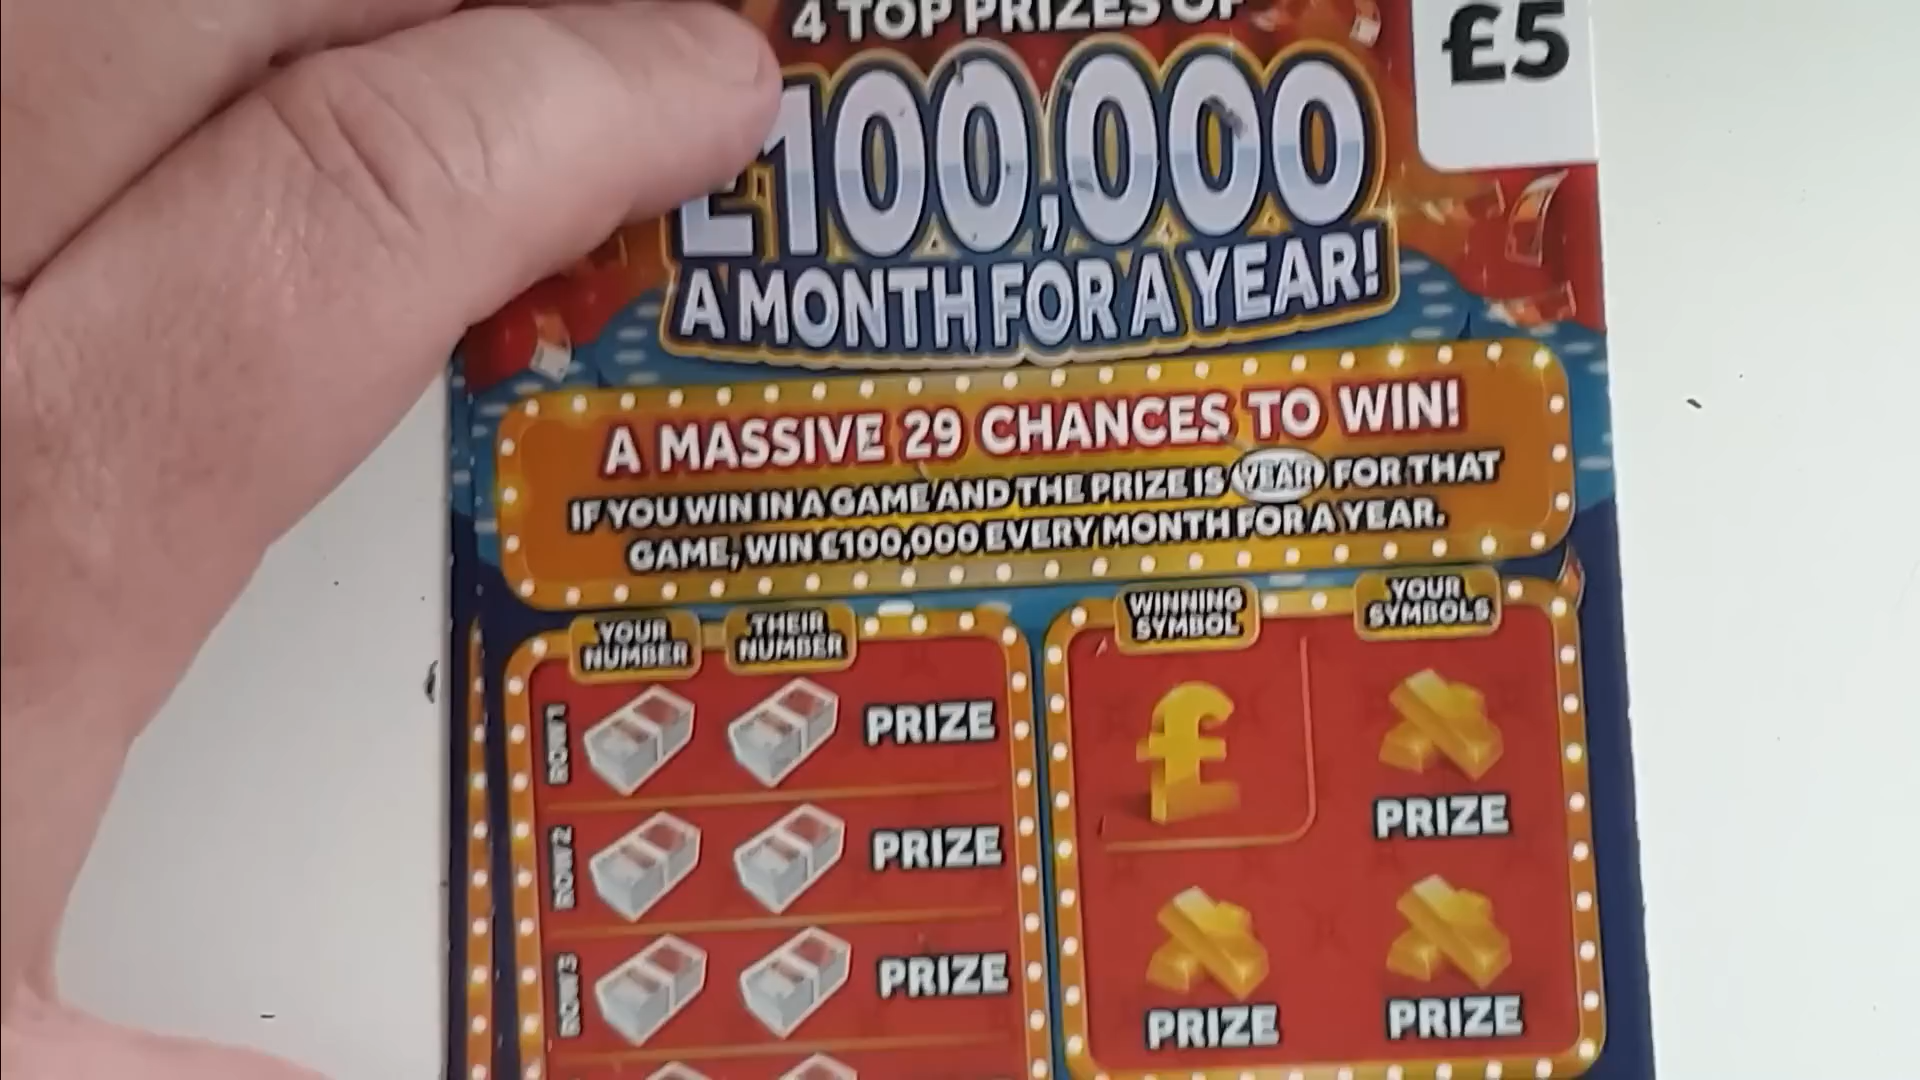 4 TOP PRIZES OF
£5
£100,000
A MONTH FOR A YEAR!
A MASSIVE 29 CHANCES TO WIN!
IF YOU WIN IN A GAME AND THE PRIZE IS YEAR FOR THAT
GAME, WIN £100,000 EVERY MONTH FOR A YEAR.
YOUR
NUMBER
THEIR
NUMBER
ROW 1
PRIZE
ROW 2
PRIZE
ROW 3
PRIZE
WINNING
SYMBOL
YOUR
SYMBOLS
£
PRIZE
PRIZE
PRIZE